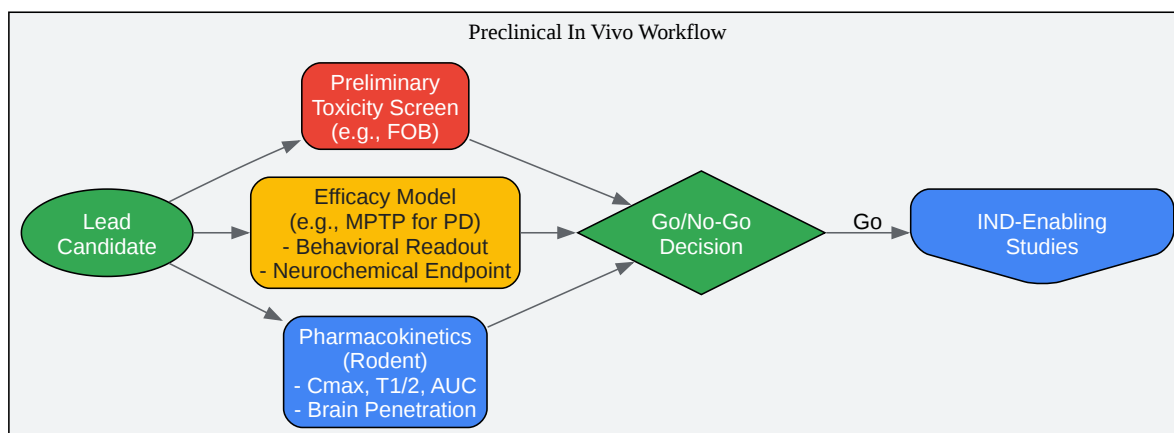 Preclinical In Vivo Workflow
Preliminary
Toxicity Screen
(e.g., FOB)
Lead
Candidate
Efficacy Model
(e.g., MPTP for PD)
- Behavioral Readout
- Neurochemical Endpoint
Pharmacokinetics
(Rodent)
- Cmax, T1/2, AUC
- Brain Penetration
Go/No-Go
Decision
Go
IND-Enabling
Studies